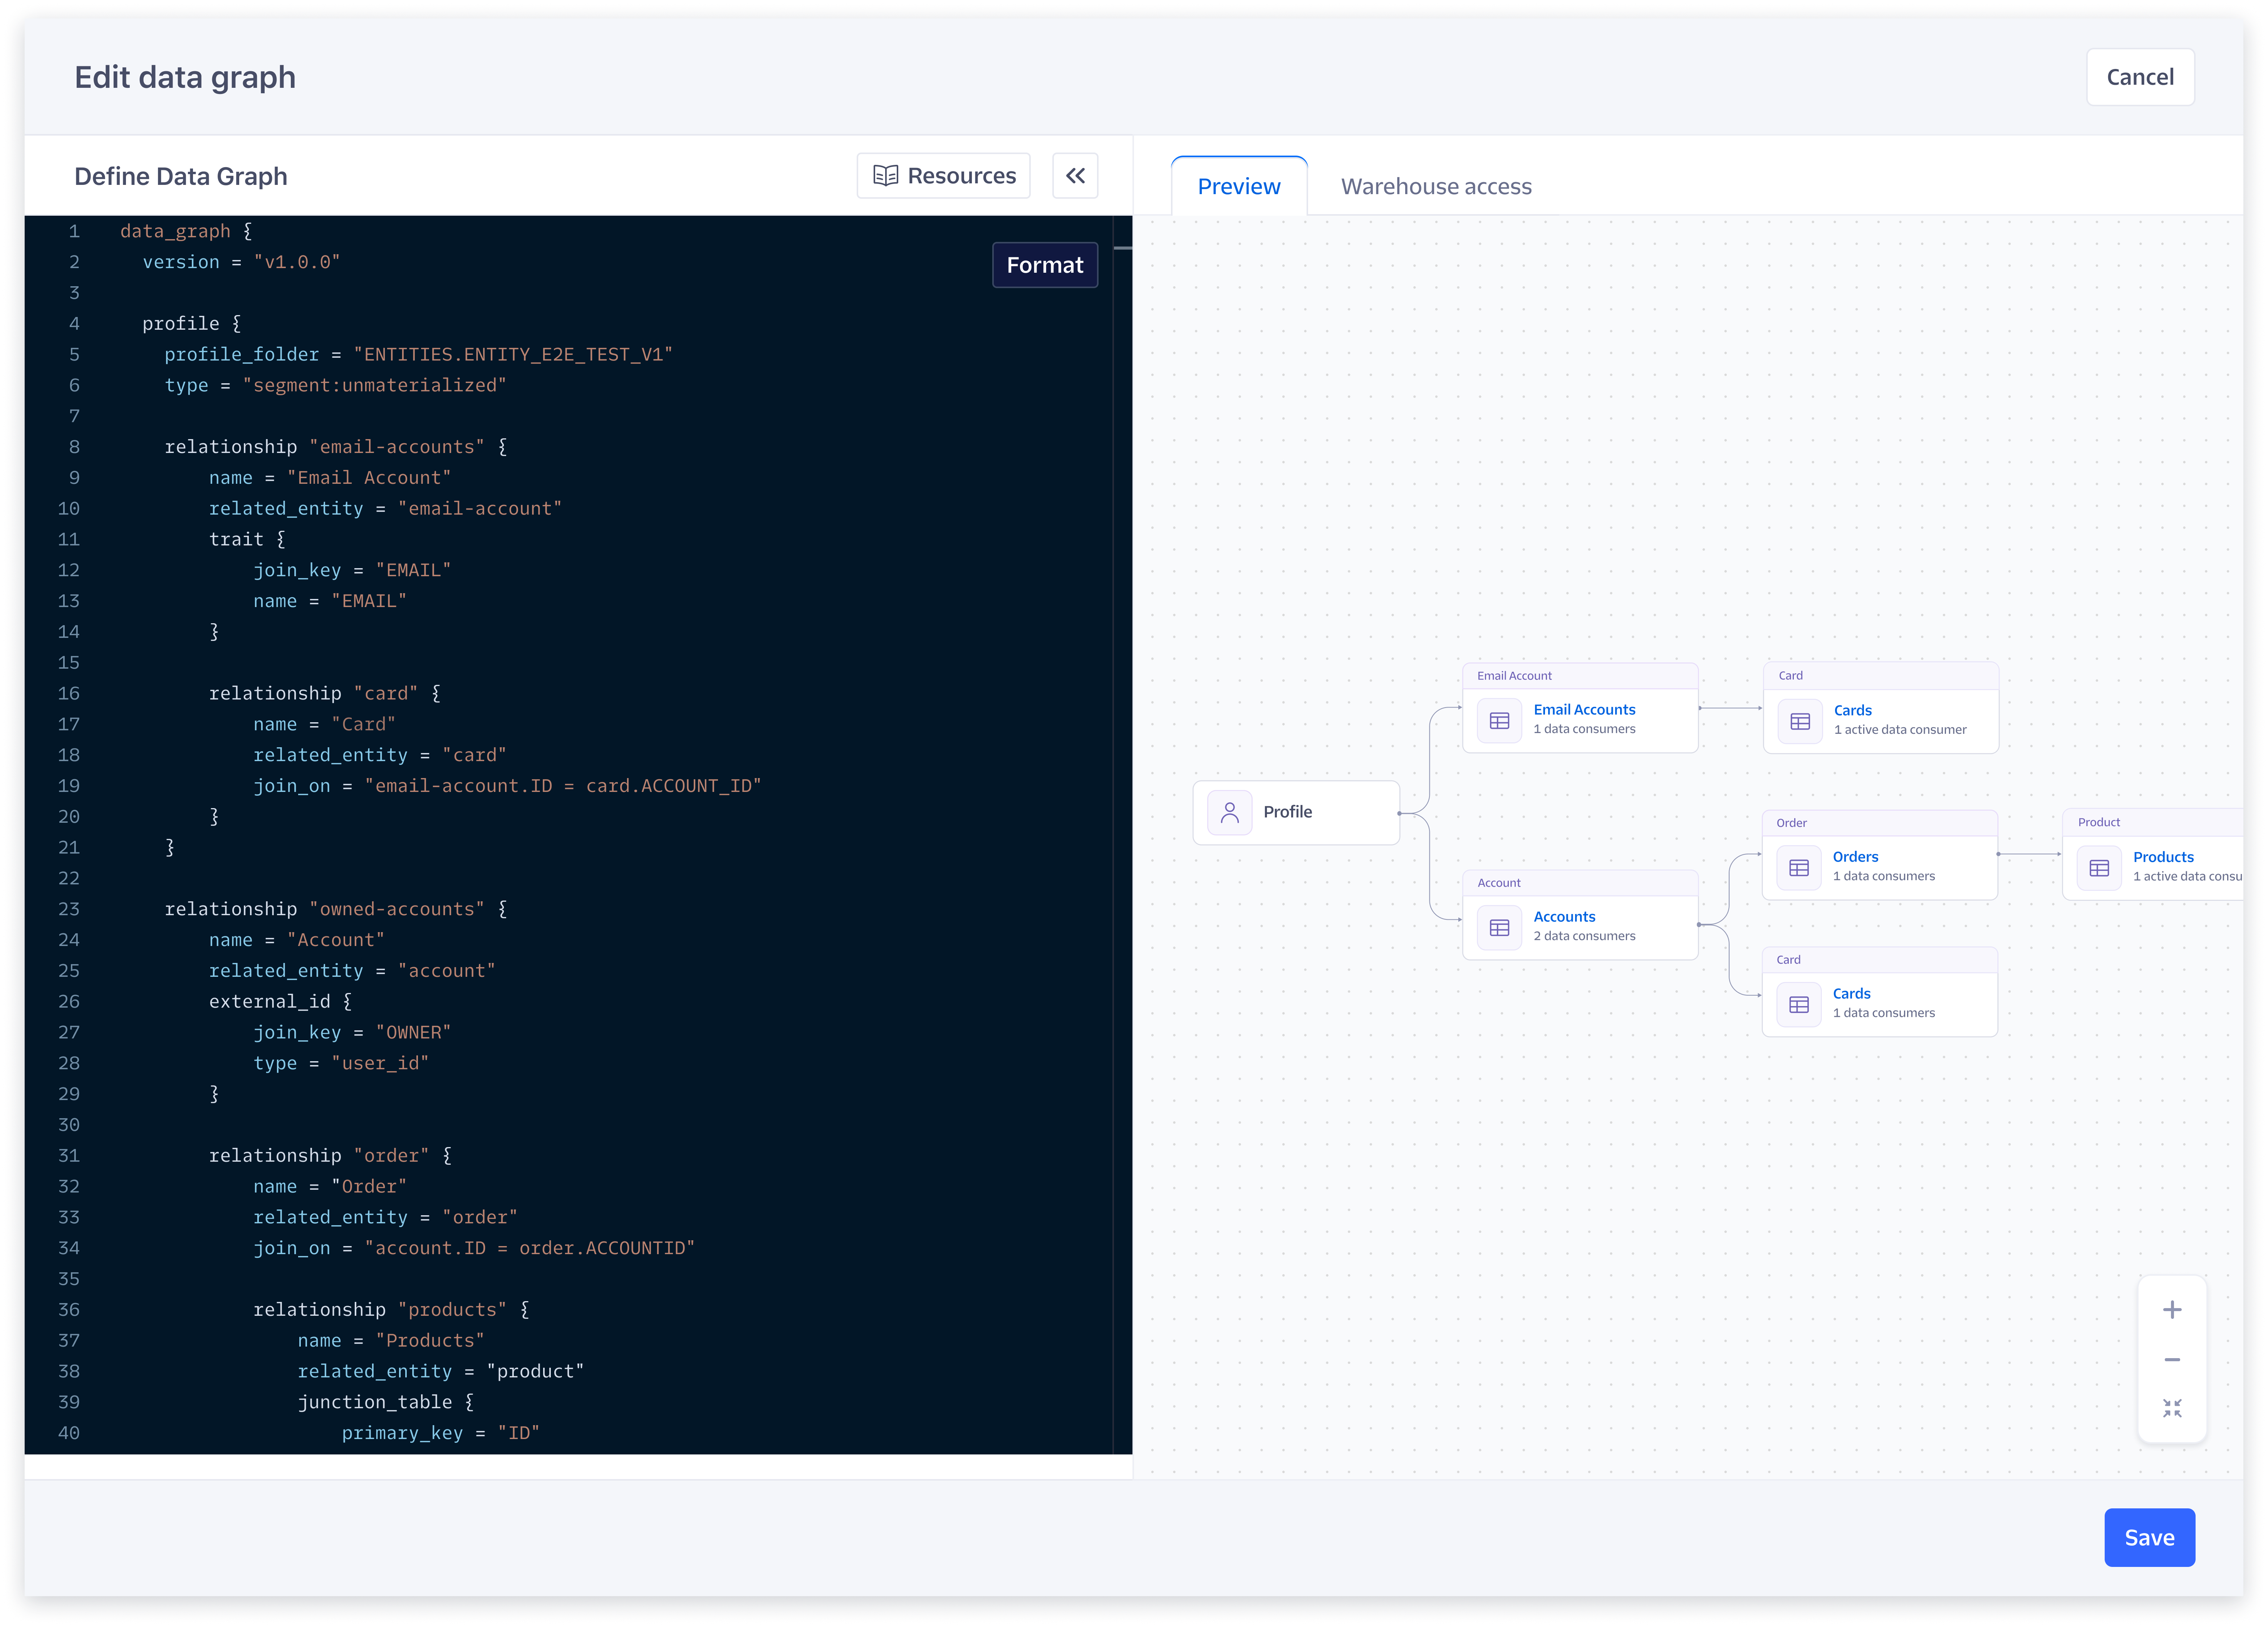 Edit data graph
Cancel
Define Data Graph
Resources
Preview
Warehouse access
Format
1 data_graph {
2 version = "v1.0.0"
3
4 profile {
5 profile_folder = "ENTITIES.ENTITY_E2E_TEST_V1"
6 type = "segment:unmaterialized"
7
8 relationship "email-accounts" {
9 name = "Email Account"
10 related_entity = "email-account"
11 trait {
12 join_key = "EMAIL"
13 name = "EMAIL"
14 }
15
16 relationship "card" {
17 name = "Card"
18 related_entity = "card"
19 join_on = "email-account.ID = card.ACCOUNT_ID"
20 }
21 }
22
23 relationship "owned-accounts" {
24 name = "Account"
25 related_entity = "account"
26 external_id {
27 join_key = "OWNER"
28 type = "user_id"
29 }
30
31 relationship "order" {
32 name = "Order"
33 related_entity = "order"
34 join_on = "account.ID = order.ACCOUNTID"
35
36 relationship "products" {
37 name = "Products"
38 related_entity = "product"
39 junction_table {
40 primary_key = "ID"
Profile
Email Account
Email Accounts
1 data consumers
Card
Cards
1 active data consumer
Account
Accounts
2 data consumers
Order
Orders
1 data consumers
Product
Products
1 active data consu
Card
Cards
1 data consumers
Save